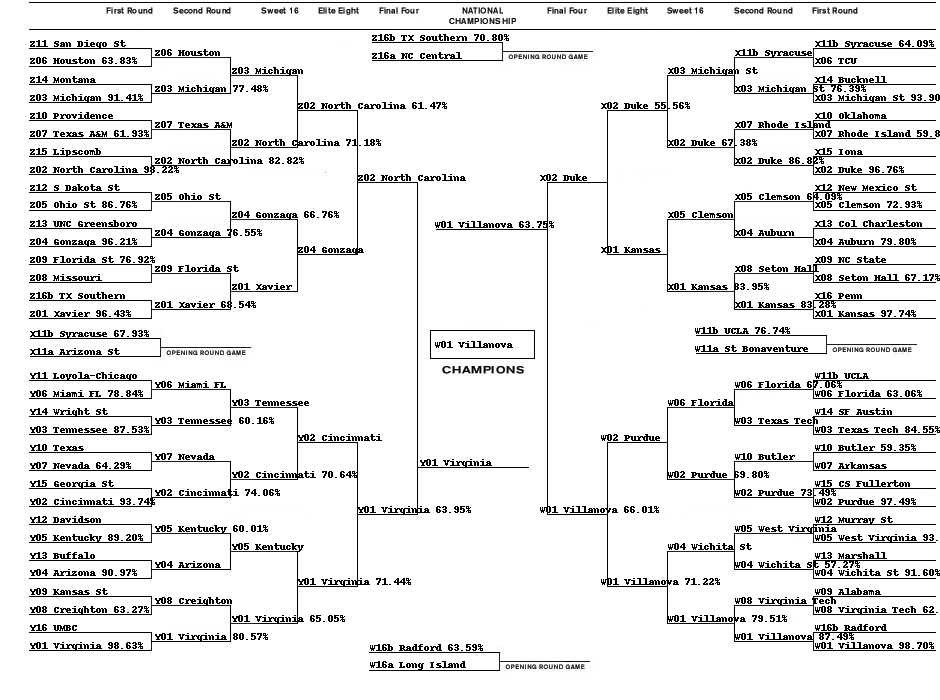 First Round Second Round Sweet 16 Elite Eight Final Four NATIONAL CHAMPIONSHIP Final Four Elite Eight Sweet 16 Second Round First Round
Z16b TX Southern 70.80%
Z16a NC Central
OPENING ROUND GAME
Z11 San Diego St
Z06 Houston 63.83%
Z14 Montana
Z03 Michigan 91.41%
Z10 Providence
Z07 Texas A&M 61.93%
Z15 Lipscomb
Z02 North Carolina 98.22%
Z12 S Dakota St
Z05 Ohio St 86.76%
Z13 UNC Greensboro
Z04 Gonzaga 96.21%
Z09 Florida St 76.92%
Z08 Missouri
Z16b TX Southern
Z01 Xavier 96.43%
Z06 Houston
Z03 Michigan 77.48%
Z07 Texas A&M
Z02 North Carolina 82.82%
Z05 Ohio St
Z04 Gonzaga 76.55%
Z09 Florida St
Z01 Xavier 68.54%
Z03 Michigan
Z02 North Carolina 71.18%
Z04 Gonzaga 66.76%
Z01 Xavier
Z02 North Carolina 61.47%
Z04 Gonzaga
Z02 North Carolina
X11b Syracuse 67.93%
X11a Arizona St
OPENING ROUND GAME
Y11 Loyola-Chicago
Y06 Miami FL 78.84%
Y14 Wright St
Y03 Tennessee 87.53%
Y10 Texas
Y07 Nevada 64.29%
Y15 Georgia St
Y02 Cincinnati 93.74%
Y12 Davidson
Y05 Kentucky 89.20%
Y13 Buffalo
Y04 Arizona 90.97%
Y09 Kansas St
Y08 Creighton 63.27%
Y16 UMBC
Y01 Virginia 98.63%
Y06 Miami FL
Y03 Tennessee 60.16%
Y07 Nevada
Y02 Cincinnati 74.06%
Y05 Kentucky 60.01%
Y04 Arizona
Y08 Creighton
Y01 Virginia 80.57%
Y03 Tennessee
Y02 Cincinnati 70.64%
Y05 Kentucky
Y01 Virginia 65.05%
Y02 Cincinnati
Y01 Virginia 71.44%
Y01 Virginia 63.95%
W01 Villanova 63.75%
W01 Villanova
CHAMPIONS
Y01 Virginia
X02 Duke
W01 Villanova 66.01%
X02 Duke 55.56%
X01 Kansas
X03 Michigan St
X02 Duke 67.38%
X05 Clemson
X01 Kansas 83.95%
X11b Syracuse
X03 Michigan St 76.39%
X07 Rhode Island
X02 Duke 86.82%
X05 Clemson 64.09%
X04 Auburn
X08 Seton Hall
X01 Kansas 83.28%
X11b Syracuse 64.09%
X06 TCU
X14 Bucknell
X03 Michigan St 93.90
X10 Oklahoma
X07 Rhode Island 59.8
X15 Iona
X02 Duke 96.76%
X12 New Mexico St
X05 Clemson 72.93%
X13 Col Charleston
X04 Auburn 79.80%
X09 NC State
X08 Seton Hall 67.17%
X16 Penn
X01 Kansas 97.74%
W11b UCLA 76.74%
W11a St Bonaventure
OPENING ROUND GAME
W02 Purdue
W01 Villanova 71.22%
W06 Florida
W02 Purdue 69.80%
W04 Wichita St
W01 Villanova 79.51%
W06 Florida 67.06%
W03 Texas Tech
W10 Butler
W02 Purdue 73.49%
W05 West Virginia
W04 Wichita St 57.27%
W08 Virginia Tech
W01 Villanova 87.49%
W11b UCLA
W06 Florida 63.06%
W14 SF Austin
W03 Texas Tech 84.55%
W10 Butler 59.35%
W07 Arkansas
W15 CS Fullerton
W02 Purdue 97.49%
W12 Murray St
W05 West Virginia 93.
W13 Marshall
W04 Wichita St 91.60%
W09 Alabama
W08 Virginia Tech 62.
W16b Radford
W01 Villanova 98.70%
W16b Radford 63.59%
W16a Long Island
OPENING ROUND GAME